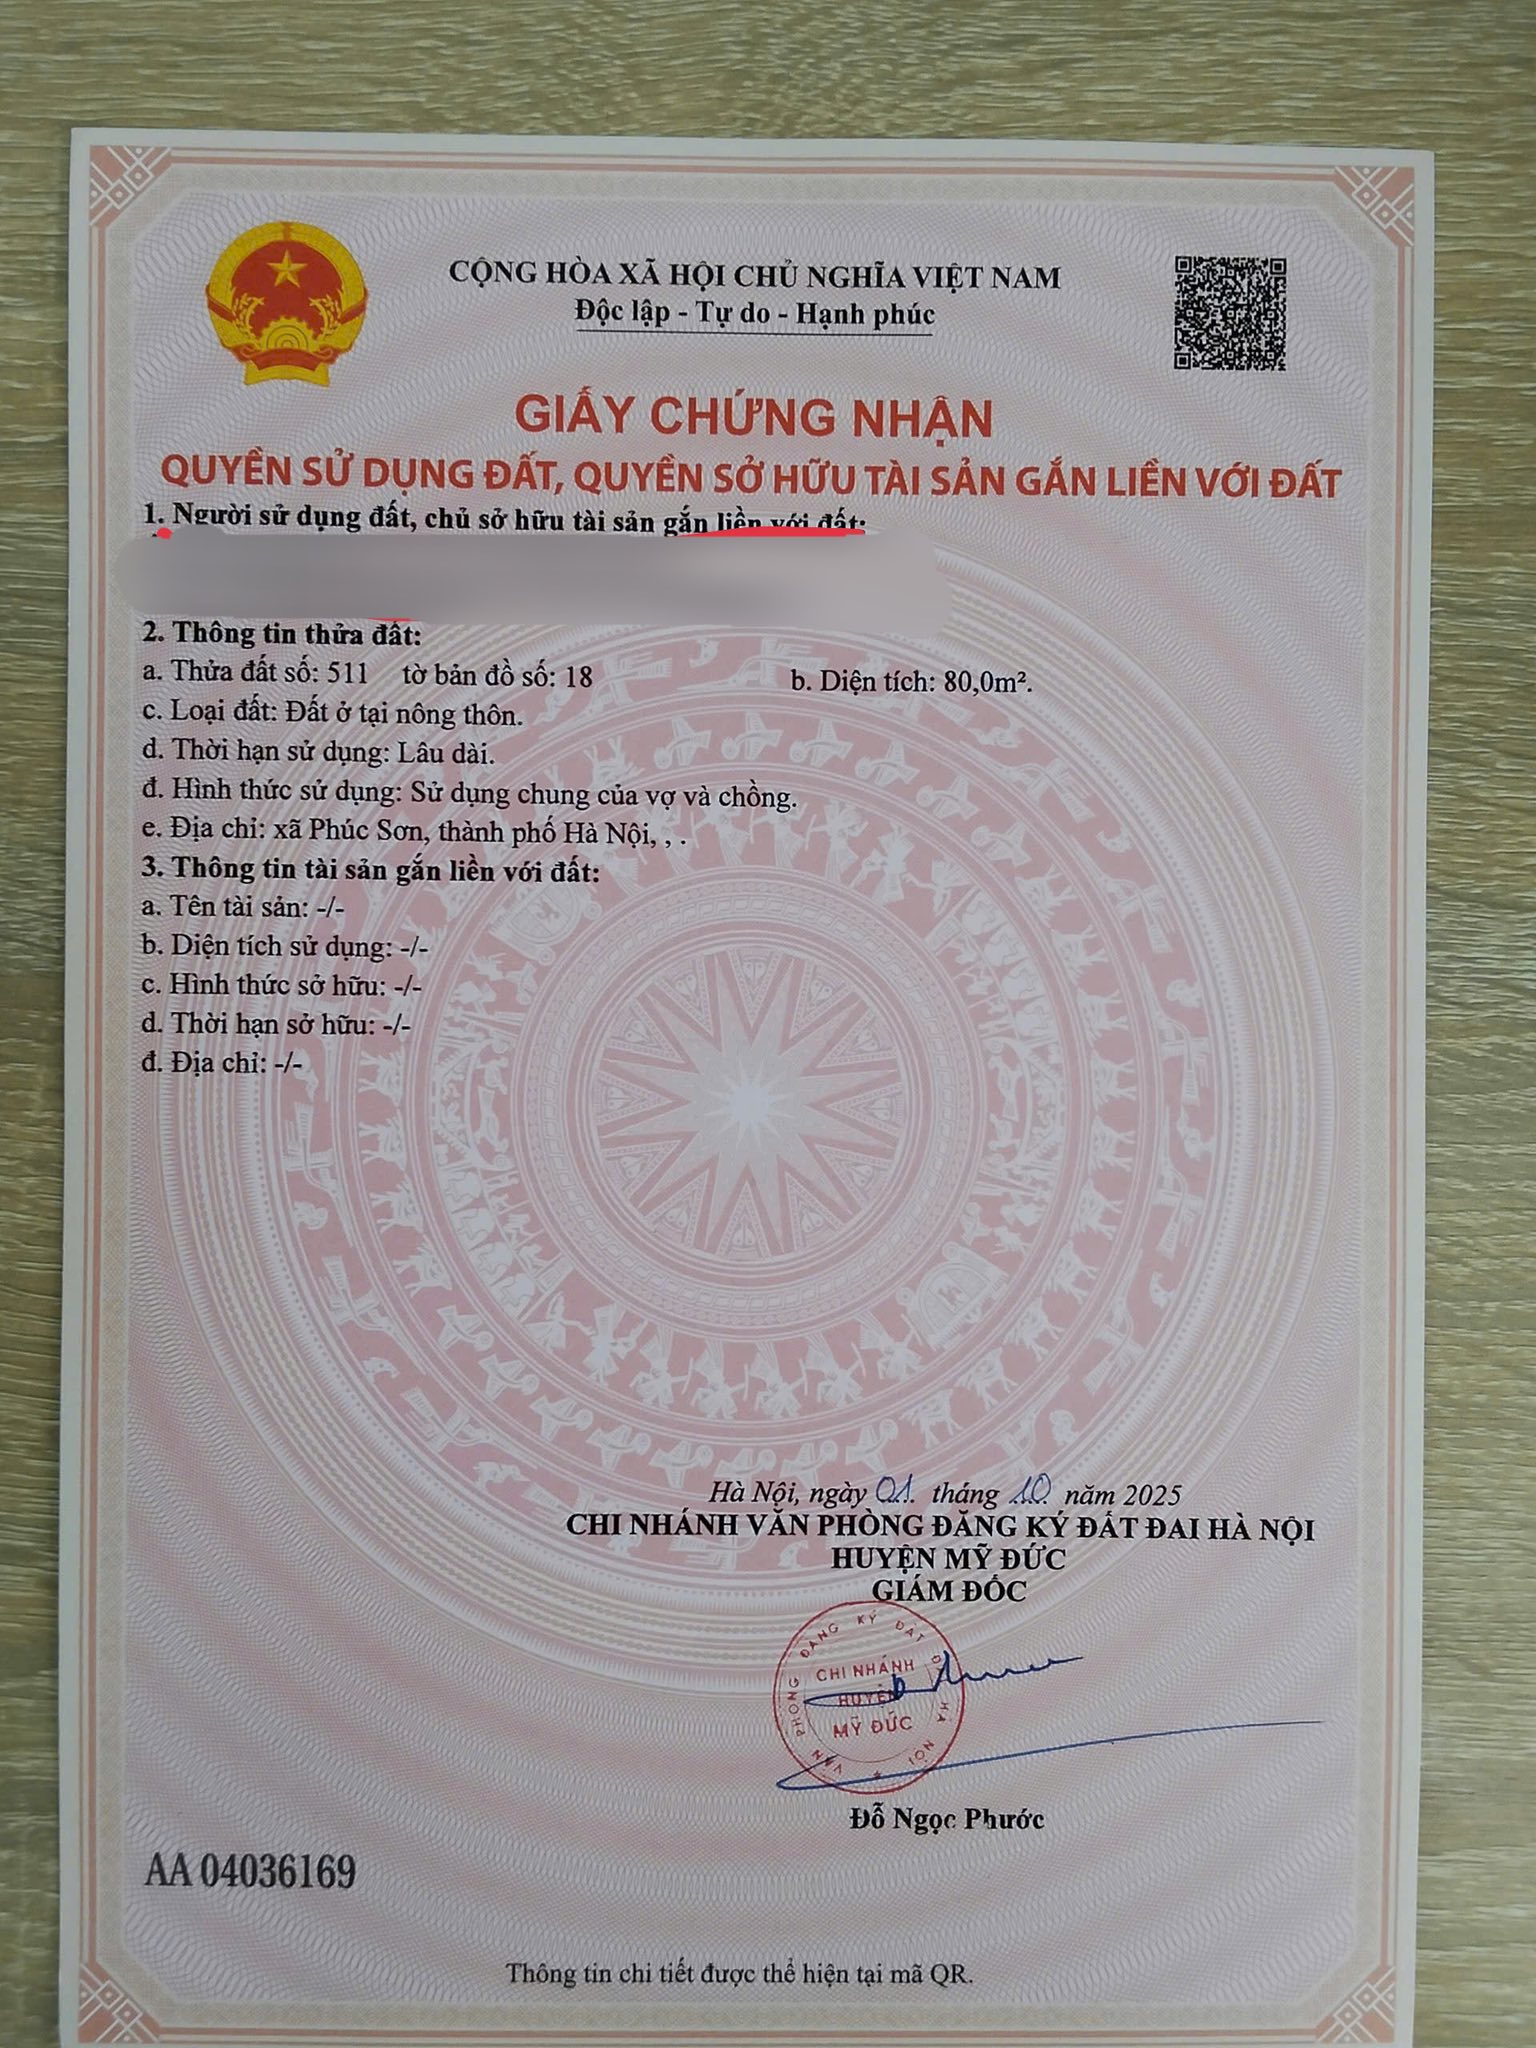 CỘNG HÒA XÃ HỘI CHỦ NGHĨA VIỆT NAM
Độc lập - Tự do - Hạnh phúc
GIẤY CHỨNG NHẬN
QUYỀN SỬ DỤNG ĐẤT, QUYỀN SỞ HỮU TÀI SẢN GẮN LIỀN VỚI ĐẤT
1. Người sử dụng đất, chủ sở hữu tài sản gắn liền với đất:
2. Thông tin thửa đất:
a. Thửa đất số: 511 tờ bản đồ số: 18 b. Diện tích: 80,0m².
c. Loại đất: Đất ở tại nông thôn.
d. Thời hạn sử dụng: Lâu dài.
đ. Hình thức sử dụng: Sử dụng chung của vợ và chồng.
e. Địa chỉ: xã Phúc Sơn, thành phố Hà Nội, , .
3. Thông tin tài sản gắn liền với đất:
a. Tên tài sản: -/-
b. Diện tích sử dụng: -/-
c. Hình thức sở hữu: -/-
d. Thời hạn sở hữu: -/-
đ. Địa chỉ: -/-
Hà Nội, ngày 01 tháng 10 năm 2025
CHI NHÁNH VĂN PHÒNG ĐĂNG KÝ ĐẤT ĐAI HÀ NỘI
HUYỆN MỸ ĐỨC
GIÁM ĐỐC
VĂN PHÒNG ĐĂNG KÝ ĐẤT ĐAI HÀ NỘI
CHI NHÁNH
HUYỆN
MỸ ĐỨC
Đỗ Ngọc Phước
AA 04036169
Thông tin chi tiết được thể hiện tại mã QR.